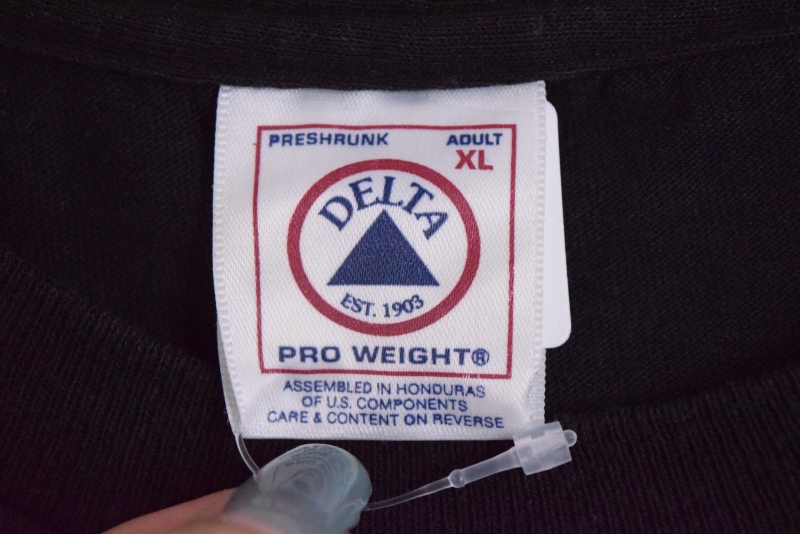 PRESHRUNK ADULT
XL
DELTA
EST. 1903
PRO WEIGHT®
ASSEMBLED IN HONDURAS
OF U.S. COMPONENTS
CARE & CONTENT ON REVERSE